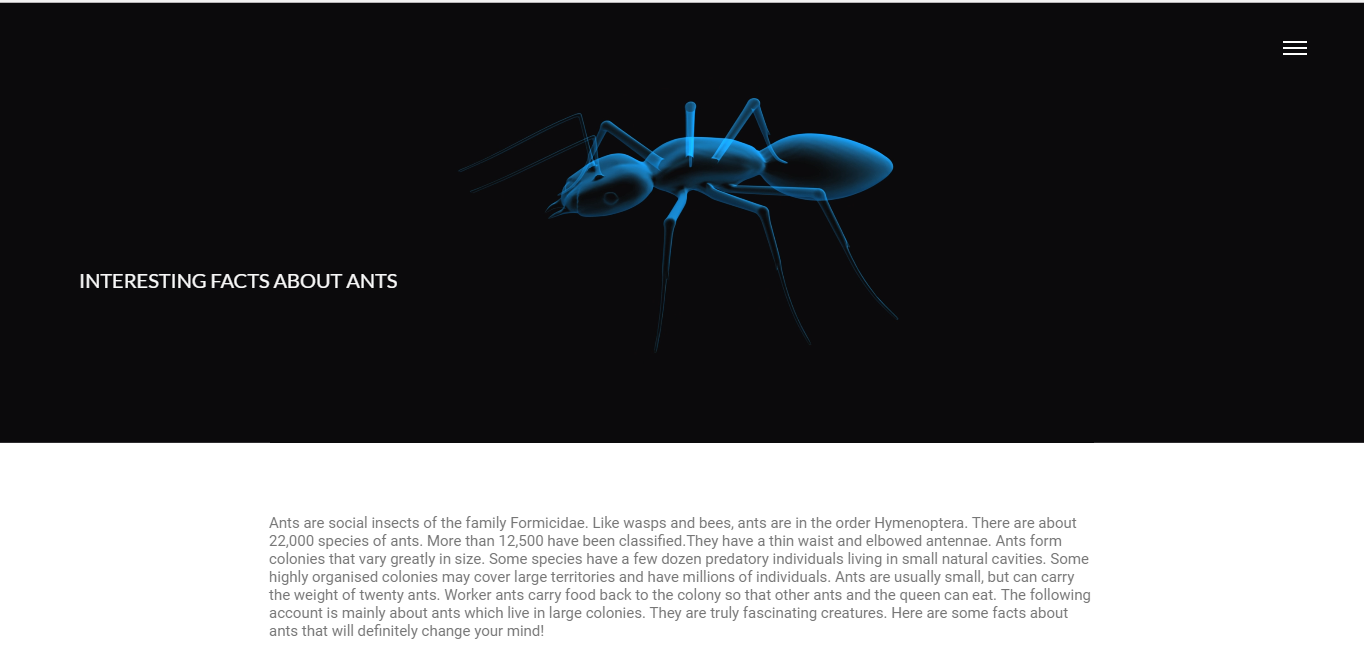 INTERESTING FACTS ABOUT ANTS
Ants are social insects of the family Formicidae. Like wasps and bees, ants are in the order Hymenoptera. There are about
22,000 species of ants. More than 12,500 have been classified.They have a thin waist and elbowed antennae. Ants form
colonies that vary greatly in size. Some species have a few dozen predatory individuals living in small natural cavities. Some
highly organised colonies may cover large territories and have millions of individuals. Ants are usually small, but can carry
the weight of twenty ants. Worker ants carry food back to the colony so that other ants and the queen can eat. The following
account is mainly about ants which live in large colonies. They are truly fascinating creatures. Here are some facts about
ants that will definitely change your mind!